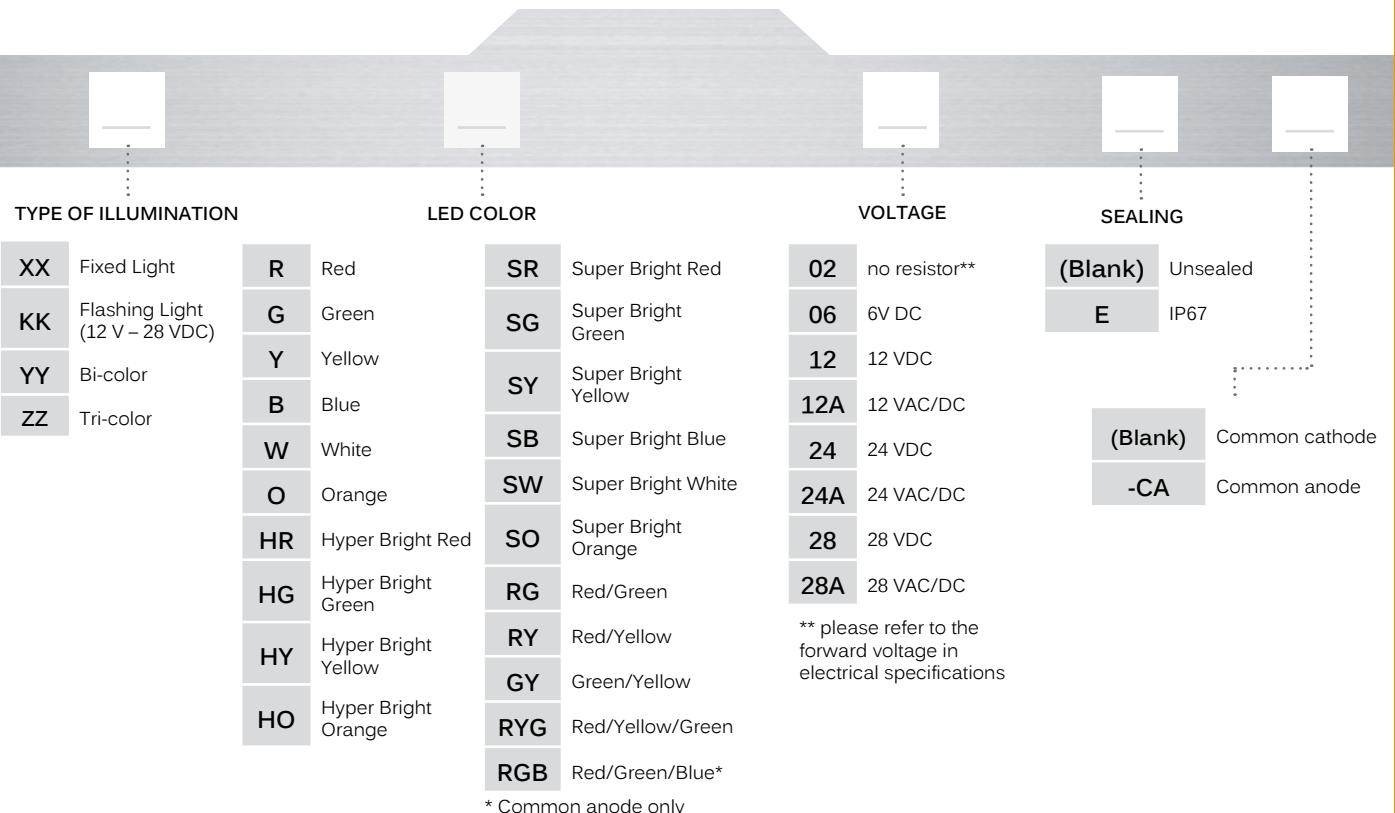 TYPE OF ILLUMINATION
XX Fixed Light
KK Flashing Light
(12 V – 28 VDC)
YY Bi-color
ZZ Tri-color
LED COLOR
R Red
G Green
Y Yellow
B Blue
W White
O Orange
HR Hyper Bright Red
HG Hyper Bright
Green
HY Hyper Bright
Yellow
HO Hyper Bright
Orange
SR Super Bright Red
SG Super Bright
Green
SY Super Bright
Yellow
SB Super Bright Blue
SW Super Bright White
SO Super Bright
Orange
RG Red/Green
RY Red/Yellow
GY Green/Yellow
RYG Red/Yellow/Green
RGB Red/Green/Blue*
* Common anode only
VOLTAGE
02 no resistor**
06 6V DC
12 12 VDC
12A 12 VAC/DC
24 24 VDC
24A 24 VAC/DC
28 28 VDC
28A 28 VAC/DC
** please refer to the
forward voltage in
electrical specifications
SEALING
(Blank) Unsealed
E IP67
(Blank) Common cathode
-CA Common anode